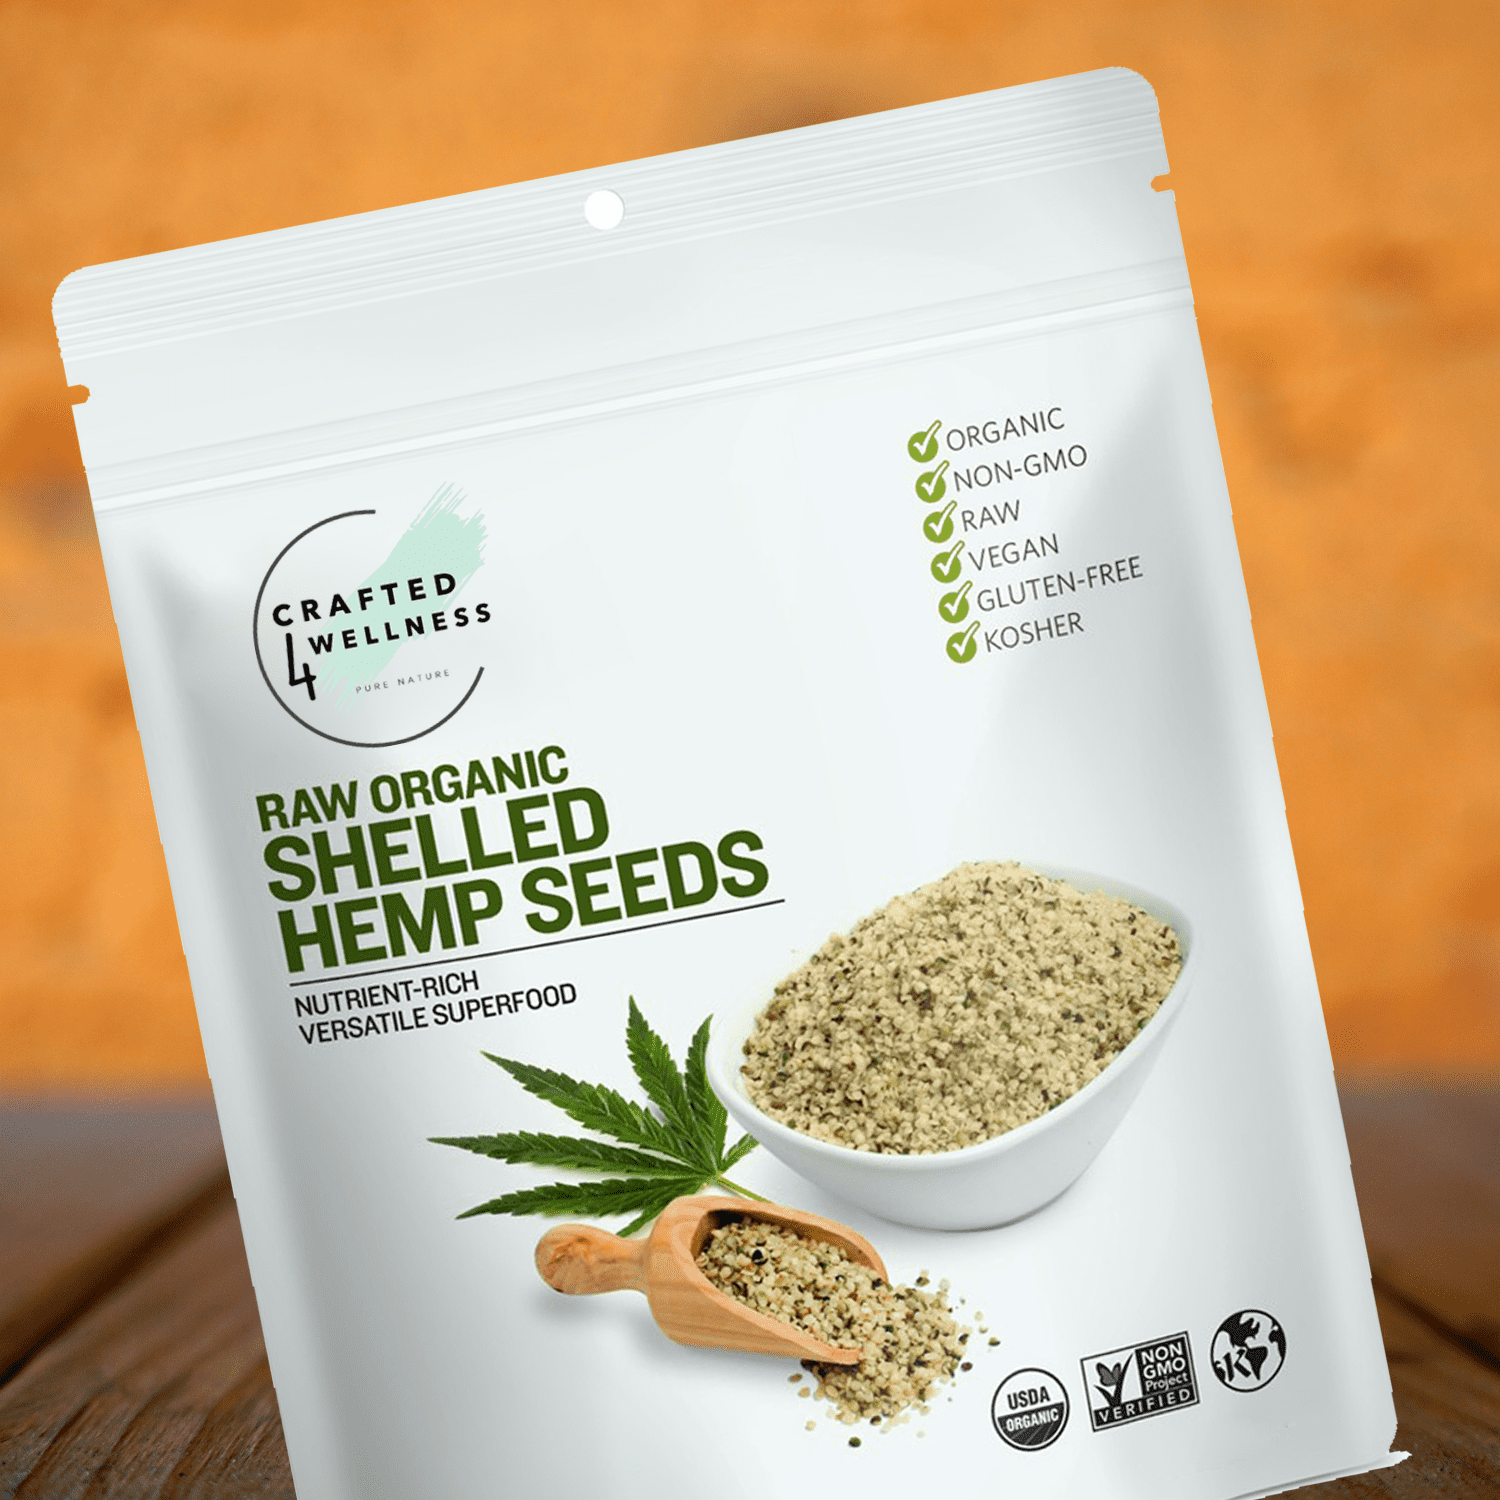 CRAFTED
4 WELLNESS
PURE NATURE
ORGANIC
NON-GMO
RAW
VEGAN
GLUTEN-FREE
KOSHER
RAW ORGANIC
SHELLED
HEMP SEEDS
NUTRIENT-RICH
VERSATILE SUPERFOOD
USDA
ORGANIC
NON
GMO
Project
VERIFIED
K